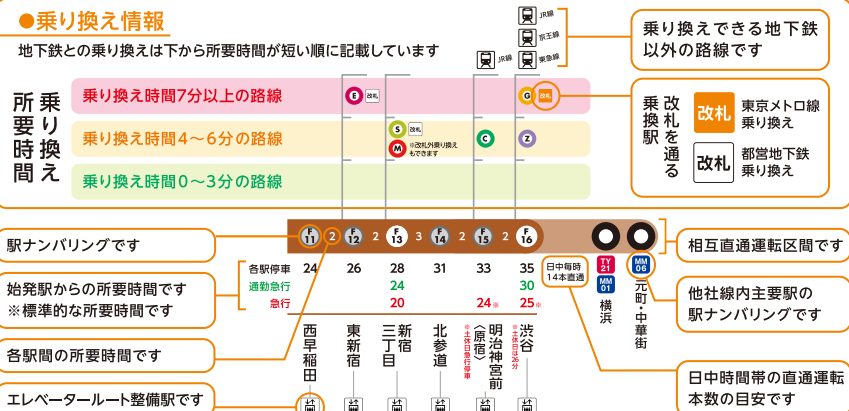 ●乗り換え情報
地下鉄との乗り換えは下から所要時間が短い順に記載しています
JR線
京王線
JR線
東急線
乗り換えできる地下鉄
以外の路線です
乗り換え
所要時間
乗り換え時間7分以上の路線
E 改札
G 改札
乗り換え時間4～6分の路線
S 改札
M ※改札外乗り換え
もできます
C
Z
乗り換え時間0～3分の路線
改札を通る
乗換駅
改札
東京メトロ線
乗り換え
改札
都営地下鉄
乗り換え
駅ナンバリングです
F 11 2 F 12 2 F 13 3 F 14 2 F 15 2 F 16
相互直通運転区間です
各駅停車 24 26 28 31 33 35
通勤急行 24 30
急行 20 24※ 25※
日中毎時
14本直通
TY 21
MM 01
横浜
MM 06
元町・中華街
始発駅からの所要時間です
※標準的な所要時間です
他社線内主要駅の
駅ナンバリングです
各駅間の所要時間です
西早稲田
東新宿
新宿
三丁目
北参道
明治神宮前
〈原宿〉
※土休日急行停車
渋谷
※土休日は26分
日中時間帯の直通運転
本数の目安です
エレベータールート整備駅です